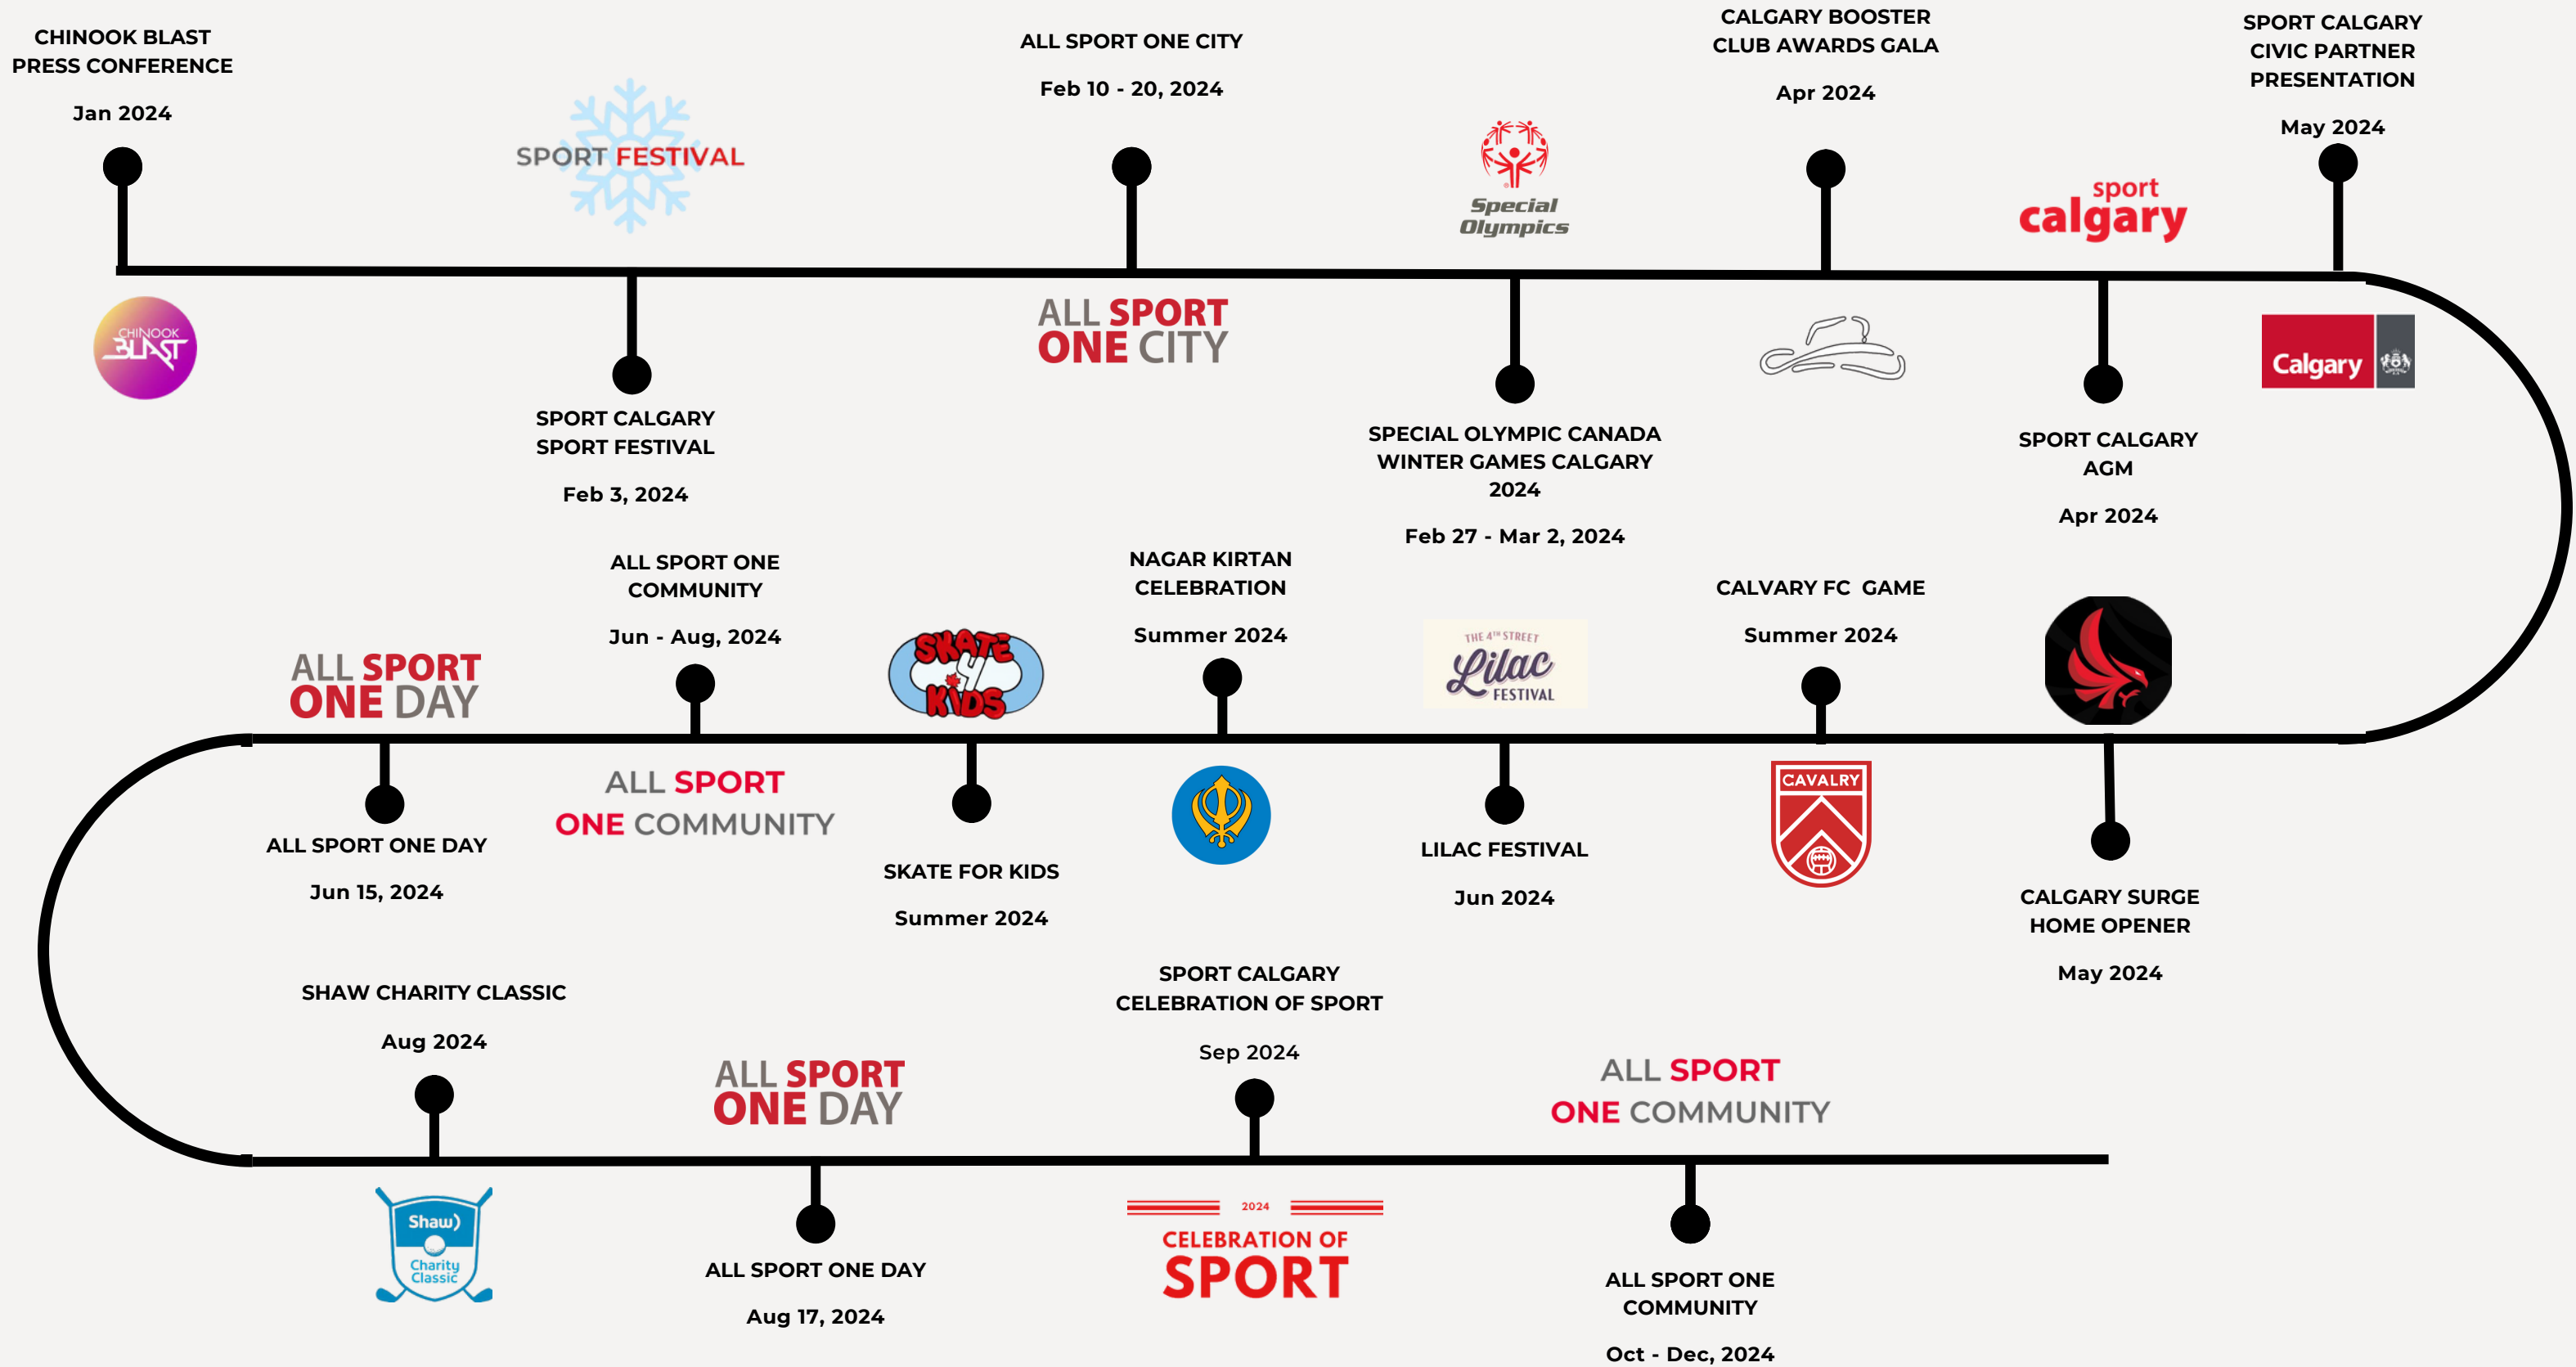 CHINOOK BLAST
PRESS CONFERENCE
Jan 2024
CHINOOK
BLAST
SPORT FESTIVAL
SPORT CALGARY
SPORT FESTIVAL
Feb 3, 2024
ALL SPORT ONE CITY
Feb 10 - 20, 2024
ALL SPORT
ONE CITY
Special
Olympics
SPECIAL OLYMPIC CANADA
WINTER GAMES CALGARY
2024
Feb 27 - Mar 2, 2024
CALGARY BOOSTER
CLUB AWARDS GALA
Apr 2024
sport
calgary
SPORT CALGARY
AGM
Apr 2024
SPORT CALGARY
CIVIC PARTNER
PRESENTATION
May 2024
Calgary
CALGARY SURGE
HOME OPENER
May 2024
CALVARY FC GAME
Summer 2024
CAVALRY
THE 4TH STREET
Lilac
FESTIVAL
LILAC FESTIVAL
Jun 2024
NAGAR KIRTAN
CELEBRATION
Summer 2024
SKATE
4
KIDS
SKATE FOR KIDS
Summer 2024
ALL SPORT ONE
COMMUNITY
Jun - Aug, 2024
ALL SPORT
ONE COMMUNITY
ALL SPORT
ONE DAY
ALL SPORT ONE DAY
Jun 15, 2024
SHAW CHARITY CLASSIC
Aug 2024
Shaw)
Charity
Classic
ALL SPORT
ONE DAY
ALL SPORT ONE DAY
Aug 17, 2024
SPORT CALGARY
CELEBRATION OF SPORT
Sep 2024
2024
CELEBRATION OF
SPORT
ALL SPORT
ONE COMMUNITY
ALL SPORT ONE
COMMUNITY
Oct - Dec, 2024